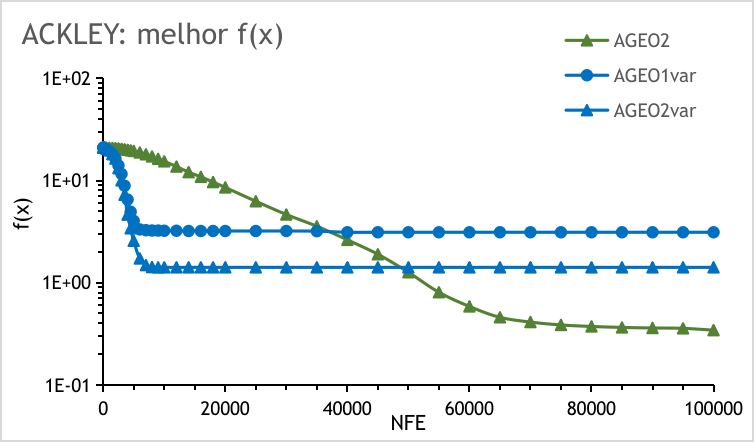 ACKLEY: melhor f(x)
AGEO2
AGEO1var
AGEO2var
1E+02
1E+01
1E+00
1E-01
f(x)
0 20000 40000 60000 80000 100000
NFE